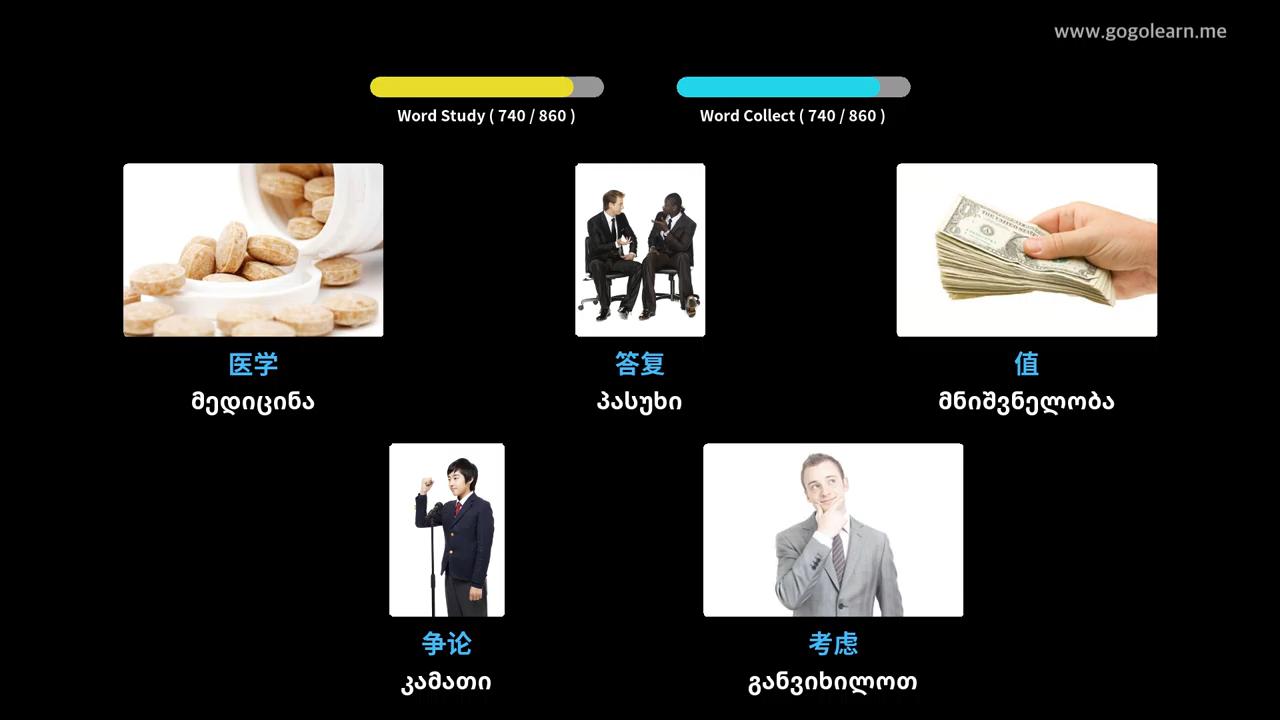 www.gogolearn.me
Word Study ( 740 / 860 )
Word Collect ( 740 / 860 )
医学
მედიცინა
答复
პასუხი
值
მნიშვნელობა
争论
კამათი
考虑
განვიხილოთ